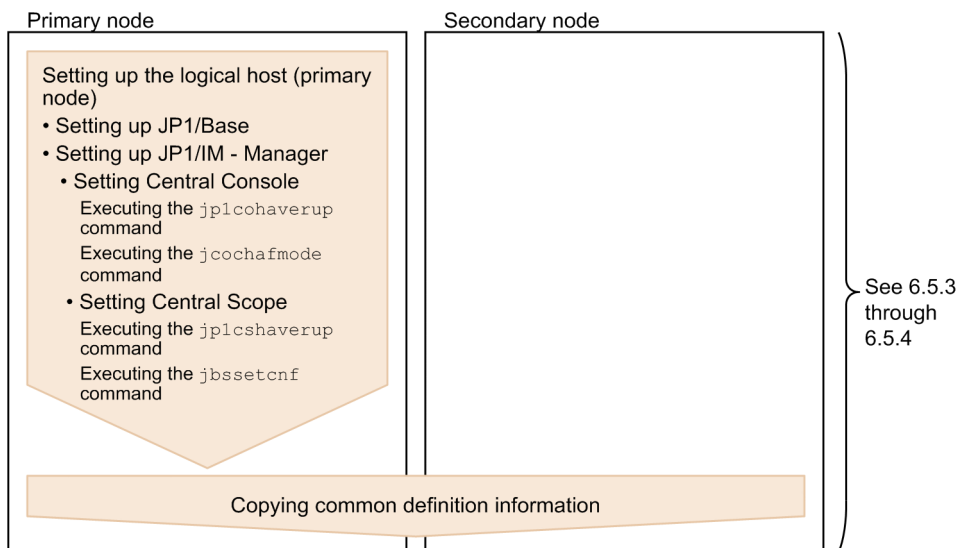 Primary node
Secondary node
Setting up the logical host (primary
node)
• Setting up JP1/Base
• Setting up JP1/IM - Manager
• Setting Central Console
Executing the jp1cohaverup
command
Executing the jcochafmode
command
• Setting Central Scope
Executing the jp1cshaverup
command
Executing the jbssetcnf
command
Copying common definition information
See 6.5.3
through
6.5.4